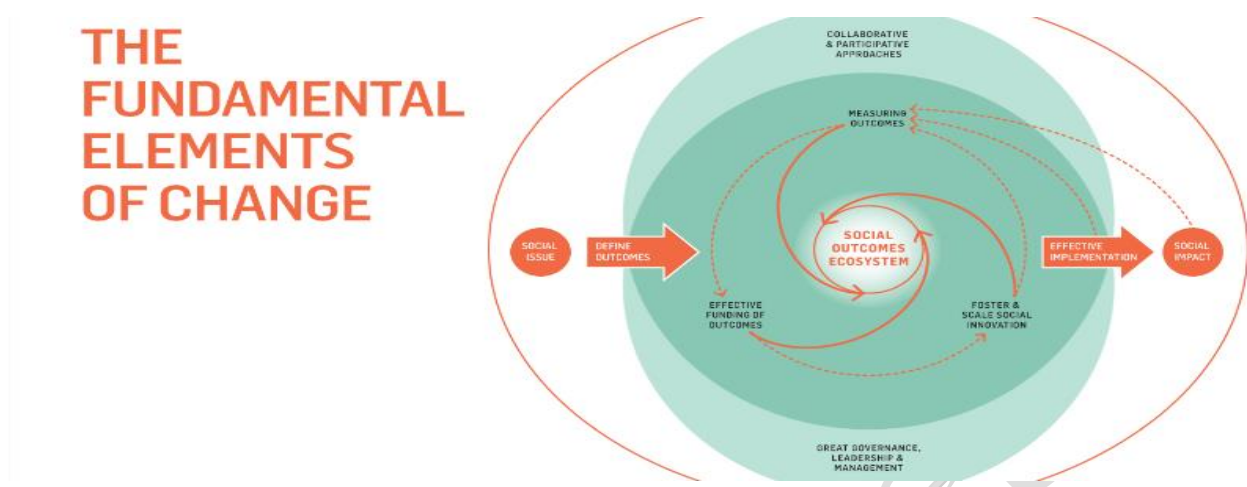 THE
FUNDAMENTAL
ELEMENTS
OF CHANGE
COLLABORATIVE
& PARTICIPATIVE
APPROACHES
MEASURING
OUTCOMES
SOCIAL
ISSUE
DEFINE
OUTCOMES
SOCIAL
OUTCOMES
ECOSYSTEM
EFFECTIVE
IMPLEMENTATION
SOCIAL
IMPACT
EFFECTIVE
FUNDING OF
OUTCOMES
FOSTER &
SCALE SOCIAL
INNOVATION
GREAT GOVERNANCE,
LEADERSHIP &
MANAGEMENT